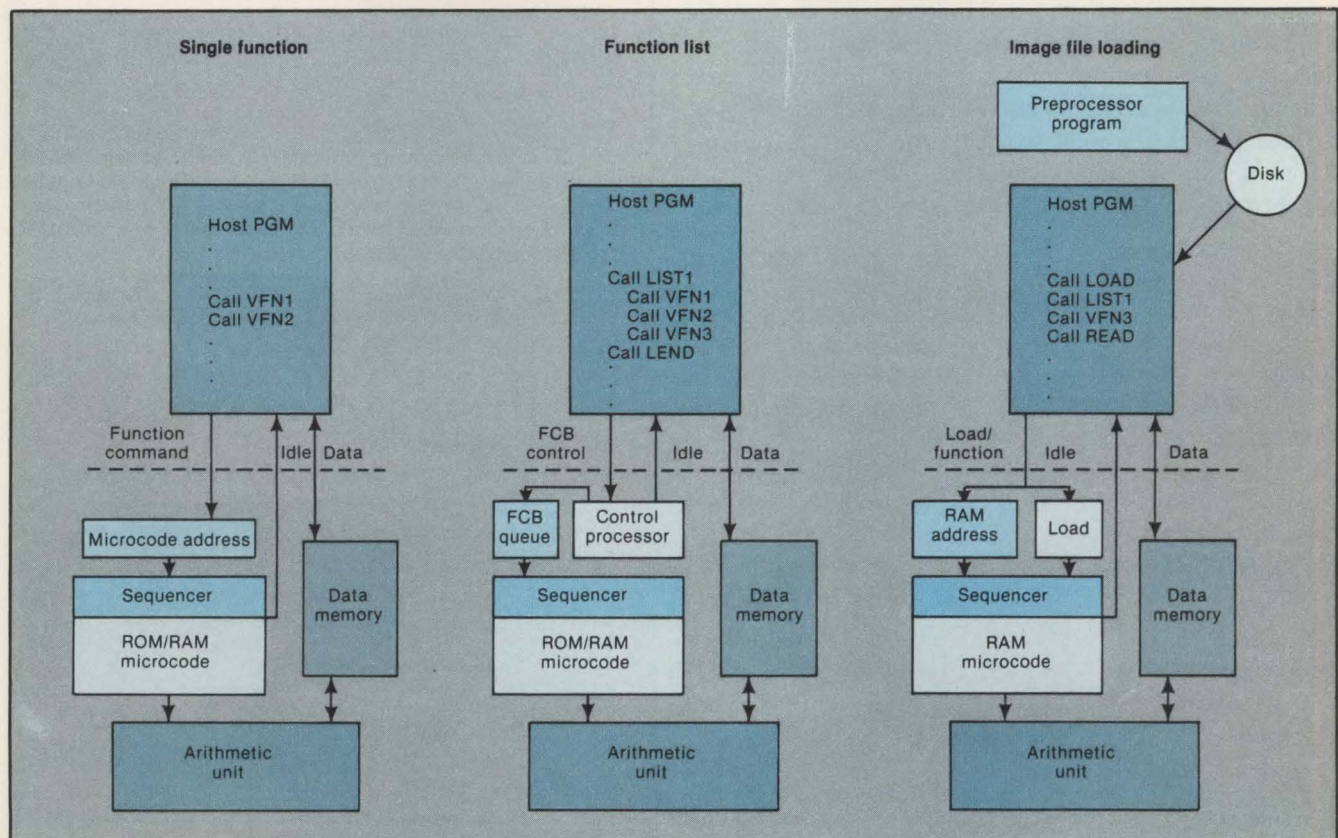 Single function
Host PGM
.
.
.
.
Call VFN1
Call VFN2
.
.
.
.
Function
command
Idle
Data
Microcode address
Sequencer
ROM/RAM
microcode
Data
memory
Arithmetic
unit
Function list
Host PGM
.
.
.
Call LIST1
Call VFN1
Call VFN2
Call VFN3
Call LEND
.
.
.
FCB
control
Idle
Data
FCB
queue
Control
processor
Sequencer
ROM/RAM
microcode
Data
memory
Arithmetic
unit
Image file loading
Preprocessor
program
Disk
Host PGM
.
.
.
Call LOAD
Call LIST1
Call VFN3
Call READ
.
.
.
Load/
function
Idle
Data
RAM
address
Load
Sequencer
RAM
microcode
Data
memory
Arithmetic
unit